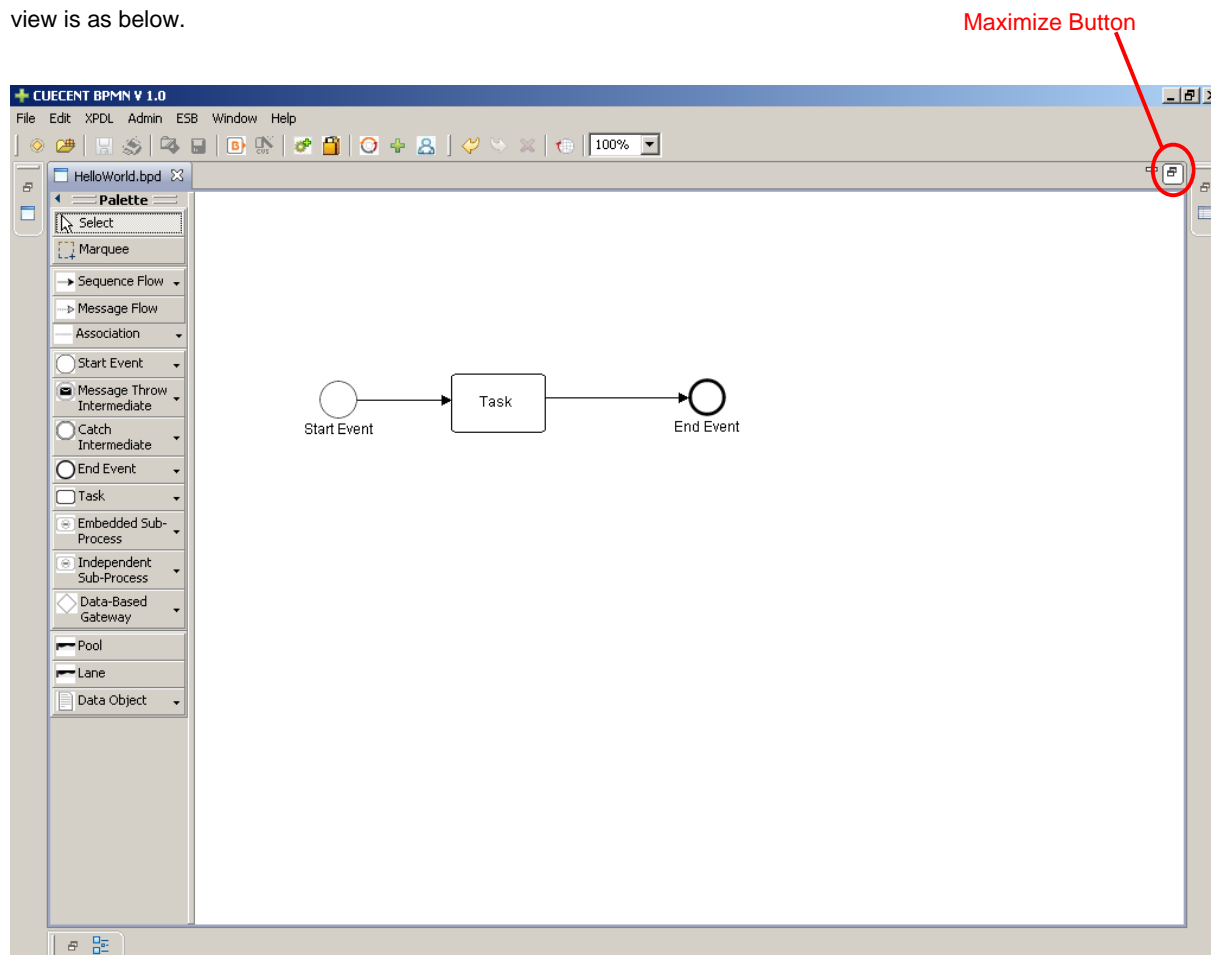 view is as below.
Maximize Button
CUECENT BPMN V 1.0
File Edit XPDL Admin ESB Window Help
100%
HelloWorld.bpd
Palette
Select
Marquee
Sequence Flow
Message Flow
Association
Start Event
Message Throw
Intermediate
Catch
Intermediate
End Event
Task
Embedded Sub-
Process
Independent
Sub-Process
Data-Based
Gateway
Pool
Lane
Data Object
Task
Start Event
End Event